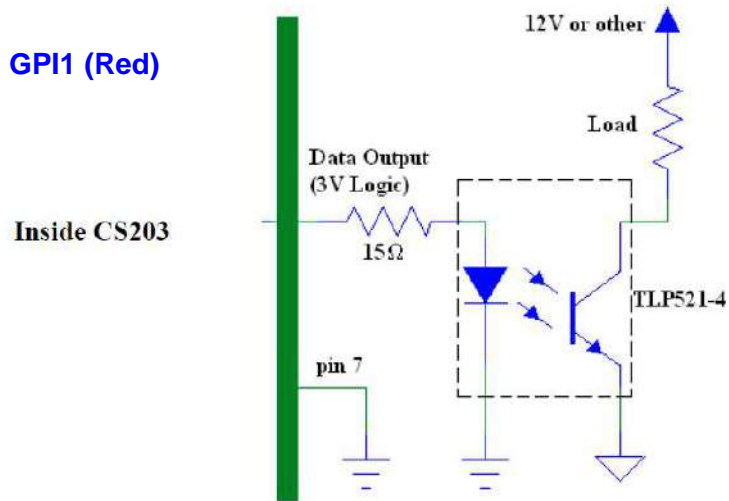 12V or other
GPI1 (Red)
Load
Data Output
(3V Logic)
Inside CS203
15Ω
TLP521-4
pin 7